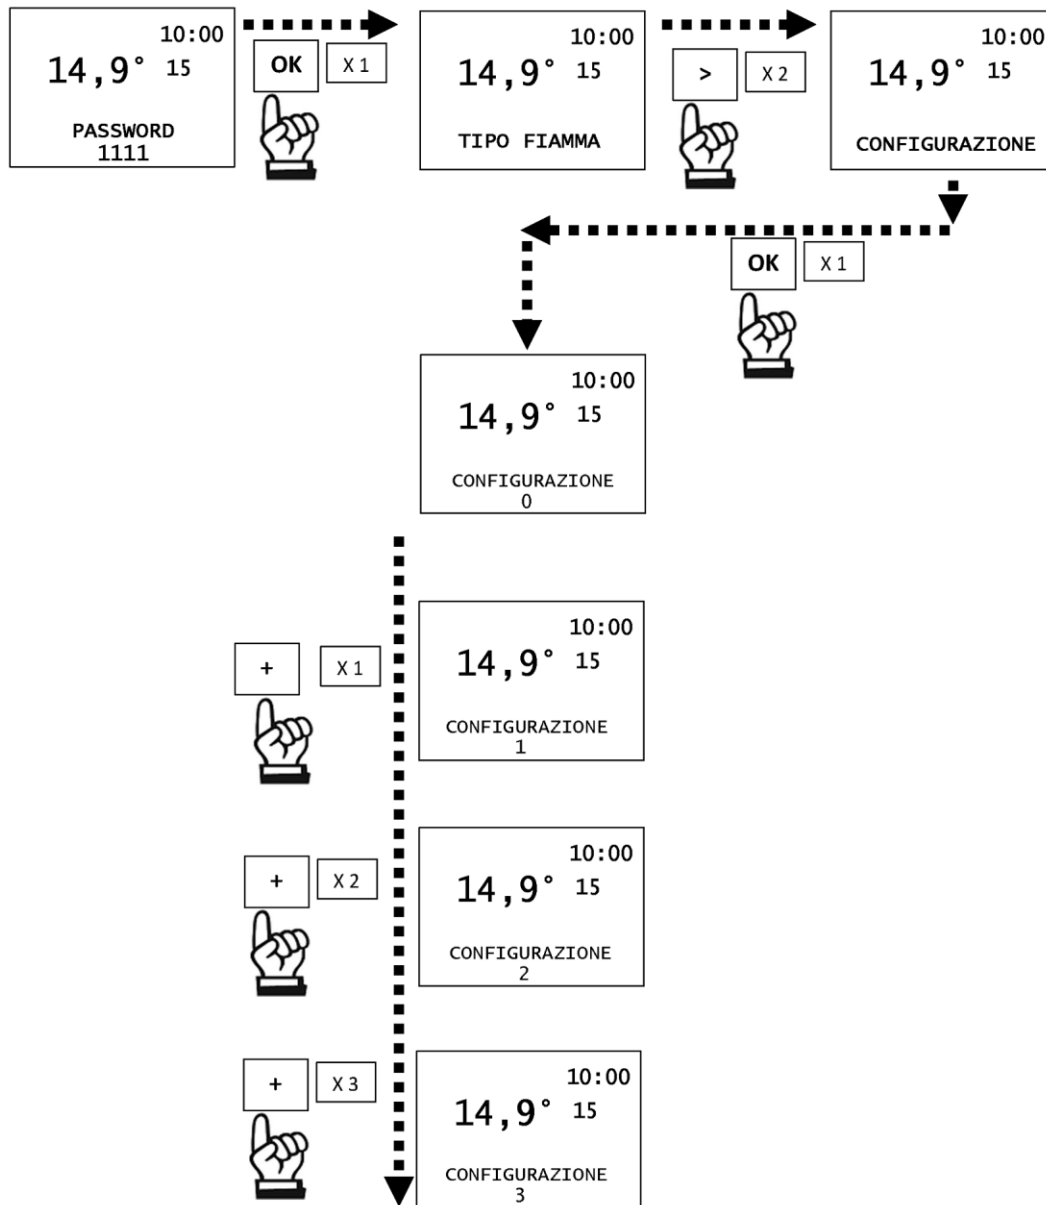 10:00
14,9° 15
PASSWORD
1111
OK X 1
10:00
14,9° 15
TIPO FIAMMA
> X 2
10:00
14,9° 15
CONFIGURAZIONE
OK X 1
10:00
14,9° 15
CONFIGURAZIONE
0
+ X 1
10:00
14,9° 15
CONFIGURAZIONE
1
+ X 2
10:00
14,9° 15
CONFIGURAZIONE
2
+ X 3
10:00
14,9° 15
CONFIGURAZIONE
3